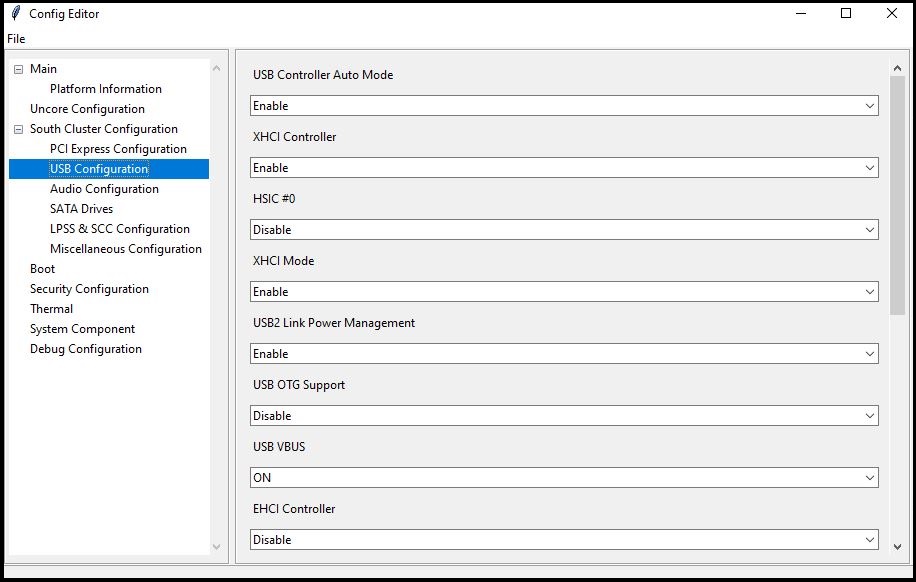 Config Editor
File
Main
Platform Information
Uncore Configuration
South Cluster Configuration
PCI Express Configuration
USB Configuration
Audio Configuration
SATA Drives
LPSS & SCC Configuration
Miscellaneous Configuration
Boot
Security Configuration
Thermal
System Component
Debug Configuration
USB Controller Auto Mode
Enable
XHCI Controller
Enable
HSIC #0
Disable
XHCI Mode
Enable
USB2 Link Power Management
Enable
USB OTG Support
Disable
USB VBUS
ON
EHCI Controller
Disable